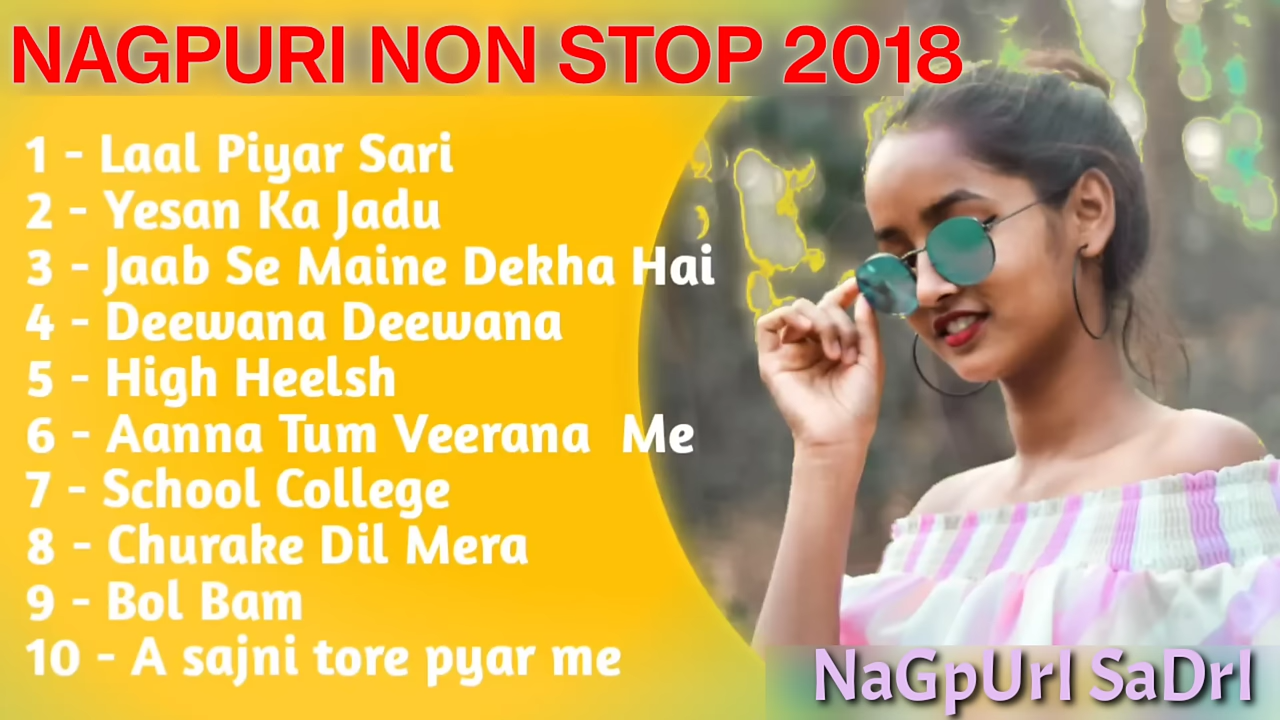 NAGPURI NON STOP 2018
1 - Laal Piyar Sari
2 - Yesan Ka Jadu
3 - Jaab Se Maine Dekha Hai
4 - Deewana Deewana
5 - High Heelsh
6 - Aanna Tum Veerana Me
7 - School College
8 - Churake Dil Mera
9 - Bol Bam
10 - A sajni tore pyar me
NaGpUrI SaDrI